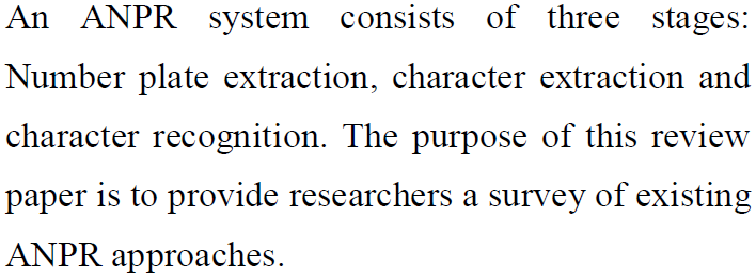 An ANPR system consists of three stages:
Number plate extraction, character extraction and
character recognition. The purpose of this review
paper is to provide researchers a survey of existing
ANPR approaches.